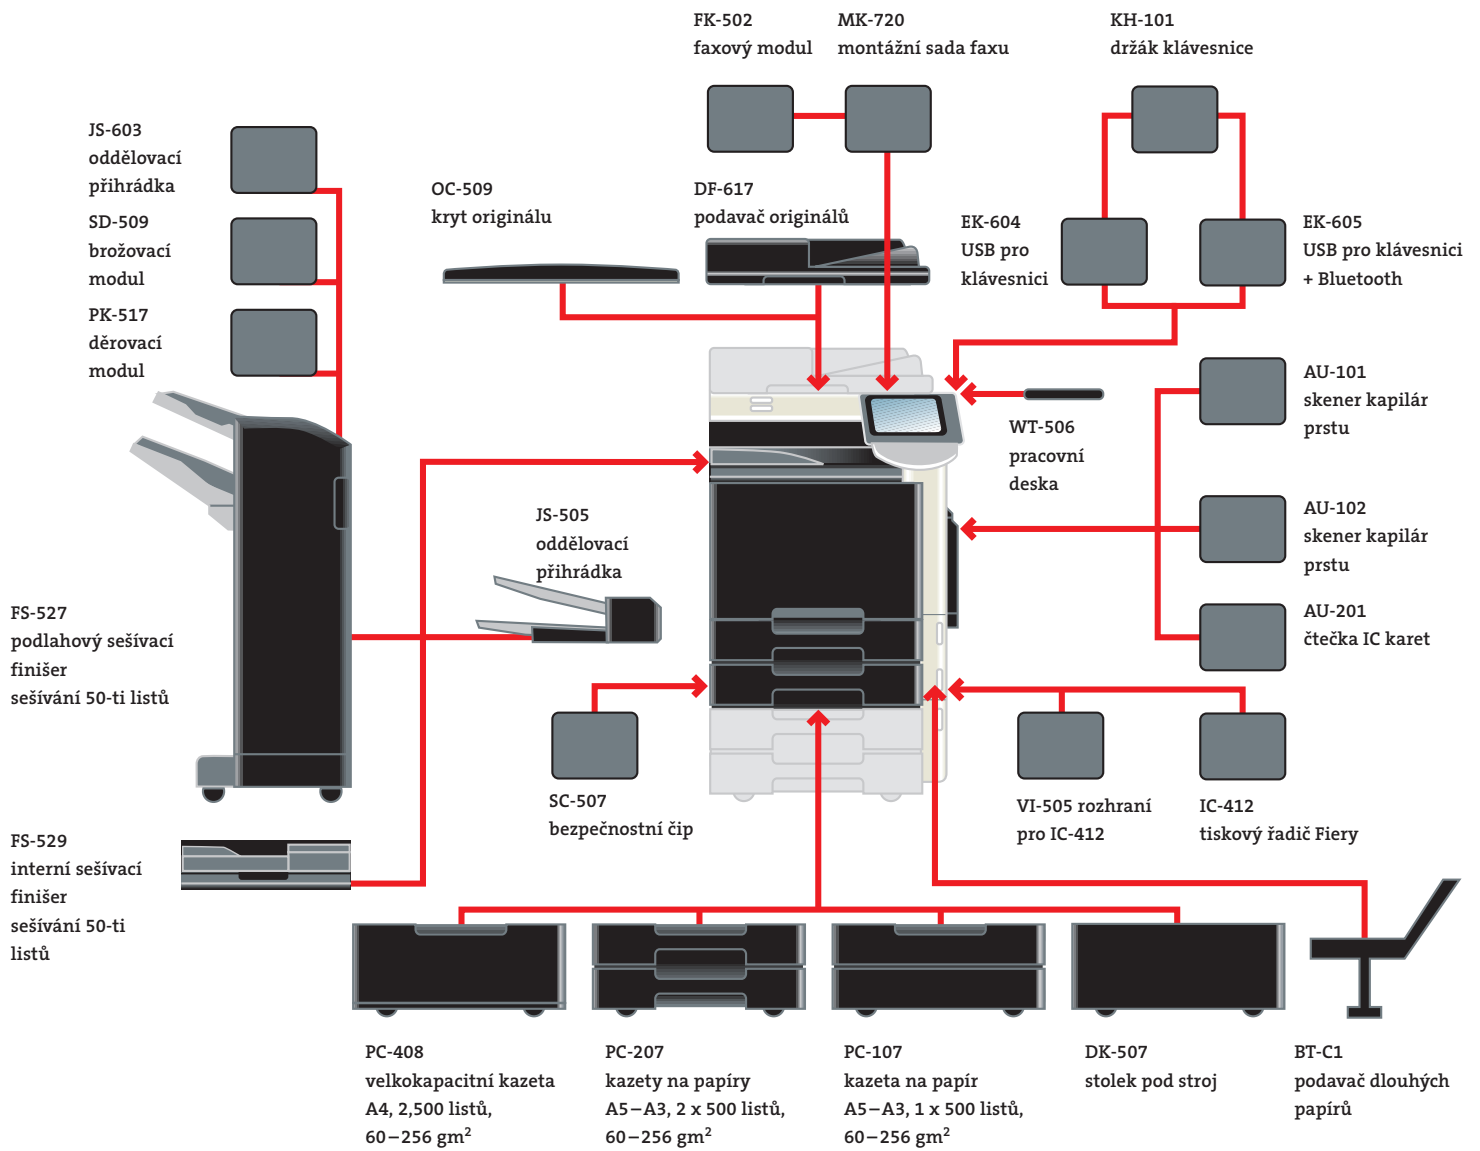 FK-502
faxový modul
MK-720
montážní sada faxu
KH-101
držák klávesnice
JS-603
oddělovací
přihrádka
SD-509
brožovací
modul
PK-517
děrovací
modul
OC-509
kryt originálu
DF-617
podavač originálů
EK-604
USB pro
klávesnici
EK-605
USB pro klávesnici
+ Bluetooth
AU-101
skener kapilár
prstu
WT-506
pracovní
deska
AU-102
skener kapilár
prstu
JS-505
oddělovací
přihrádka
AU-201
čtečka IC karet
FS-527
podlahový sešívací
finišer
sešívání 50-ti listů
SC-507
bezpečnostní čip
VI-505 rozhraní
pro IC-412
IC-412
tiskový řadič Fiery
FS-529
interní sešívací
finišer
sešívání 50-ti
listů
PC-408
velkokapacitní kazeta
A4, 2,500 listů,
60–256 gm²
PC-207
kazety na papíry
A5–A3, 2 x 500 listů,
60–256 gm²
PC-107
kazeta na papír
A5–A3, 1 x 500 listů,
60–256 gm²
DK-507
stolek pod stroj
BT-C1
podavač dlouhých
papírů